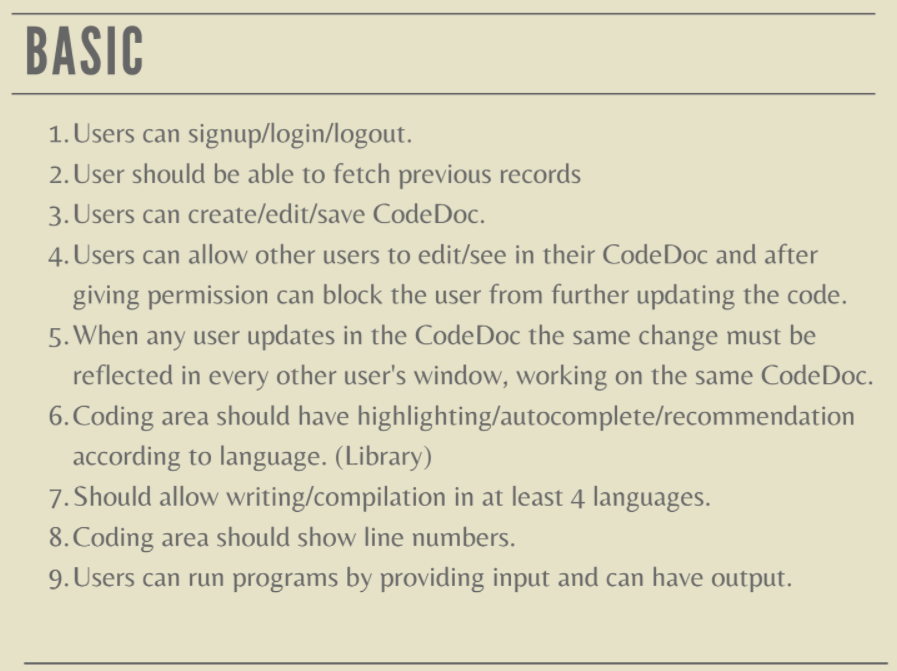 BASIC
1. Users can signup/login/logout.
2. User should be able to fetch previous records
3. Users can create/edit/save CodeDoc.
4. Users can allow other users to edit/see in their CodeDoc and after
giving permission can block the user from further updating the code.
5. When any user updates in the CodeDoc the same change must be
reflected in every other user's window, working on the same CodeDoc.
6. Coding area should have highlighting/autocomplete/recommendation
according to language. (Library)
7. Should allow writing/compilation in at least 4 languages.
8. Coding area should show line numbers.
9. Users can run programs by providing input and can have output.